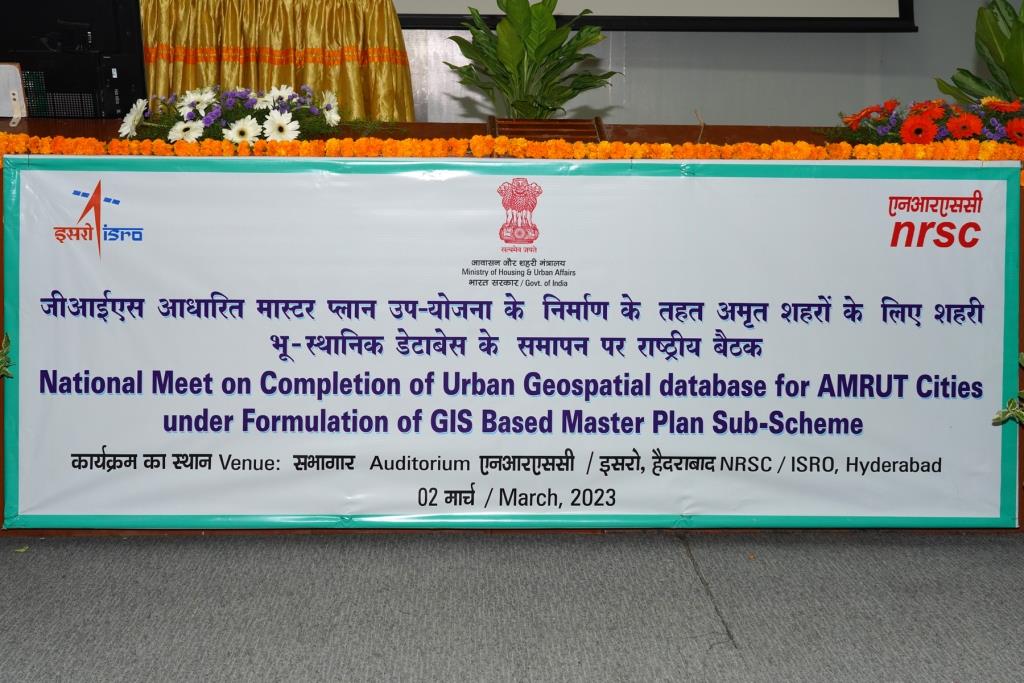 इसरो isro
सत्यमेव जयते
आवासन और शहरी मंत्रालय
Ministry of Housing & Urban Affairs
भारत सरकार / Govt. of India
एनआरएससी
nrsc
जीआईएस आधारित मास्टर प्लान उप-योजना के निर्माण के तहत अमृत शहरों के लिए शहरी
भू-स्थानिक डेटाबेस के समापन पर राष्ट्रीय बैठक
National Meet on Completion of Urban Geospatial database for AMRUT Cities
under Formulation of GIS Based Master Plan Sub-Scheme
कार्यक्रम का स्थान Venue: सभागार Auditorium एनआरएससी / इसरो, हैदराबाद NRSC / ISRO, Hyderabad
02 मार्च / March, 2023